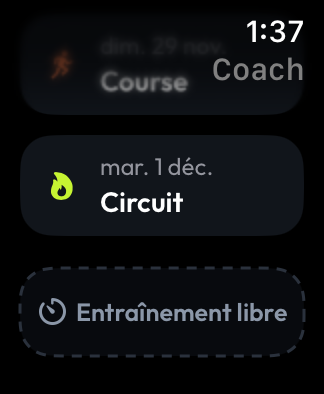 1:37
Coach
dim. 29 nov.
Course
mar. 1 déc.
Circuit
Entraînement libre